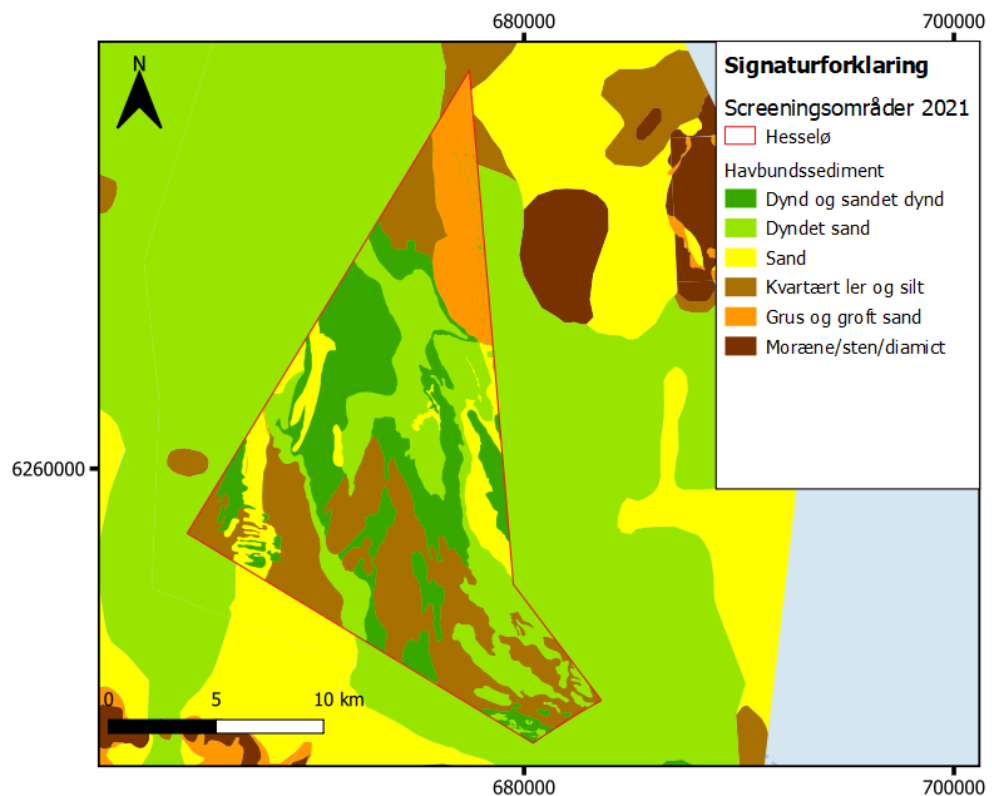 680000
700000
N
Signaturforklaring
Screeningsområder 2021
Hesselø
Havbundssediment
Dynd og sandet dynd
Dyndet sand
Sand
Kvartært ler og silt
Grus og groft sand
Moræne/sten/diamict
6260000
0 5 10 km
680000
700000